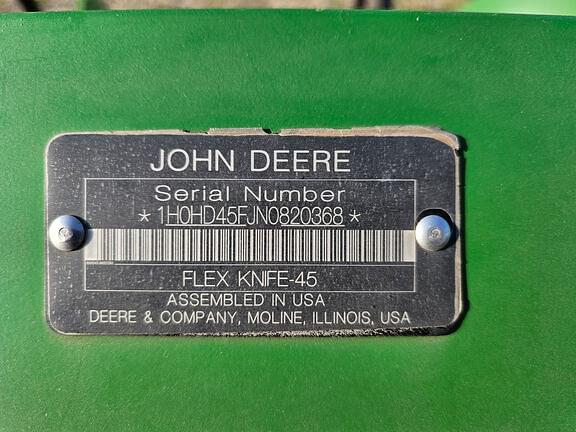 JOHN DEERE
Serial Number
*1H0HD45FJN0820368*
FLEX KNIFE-45
ASSEMBLED IN USA
DEERE & COMPANY, MOLINE, ILLINOIS, USA